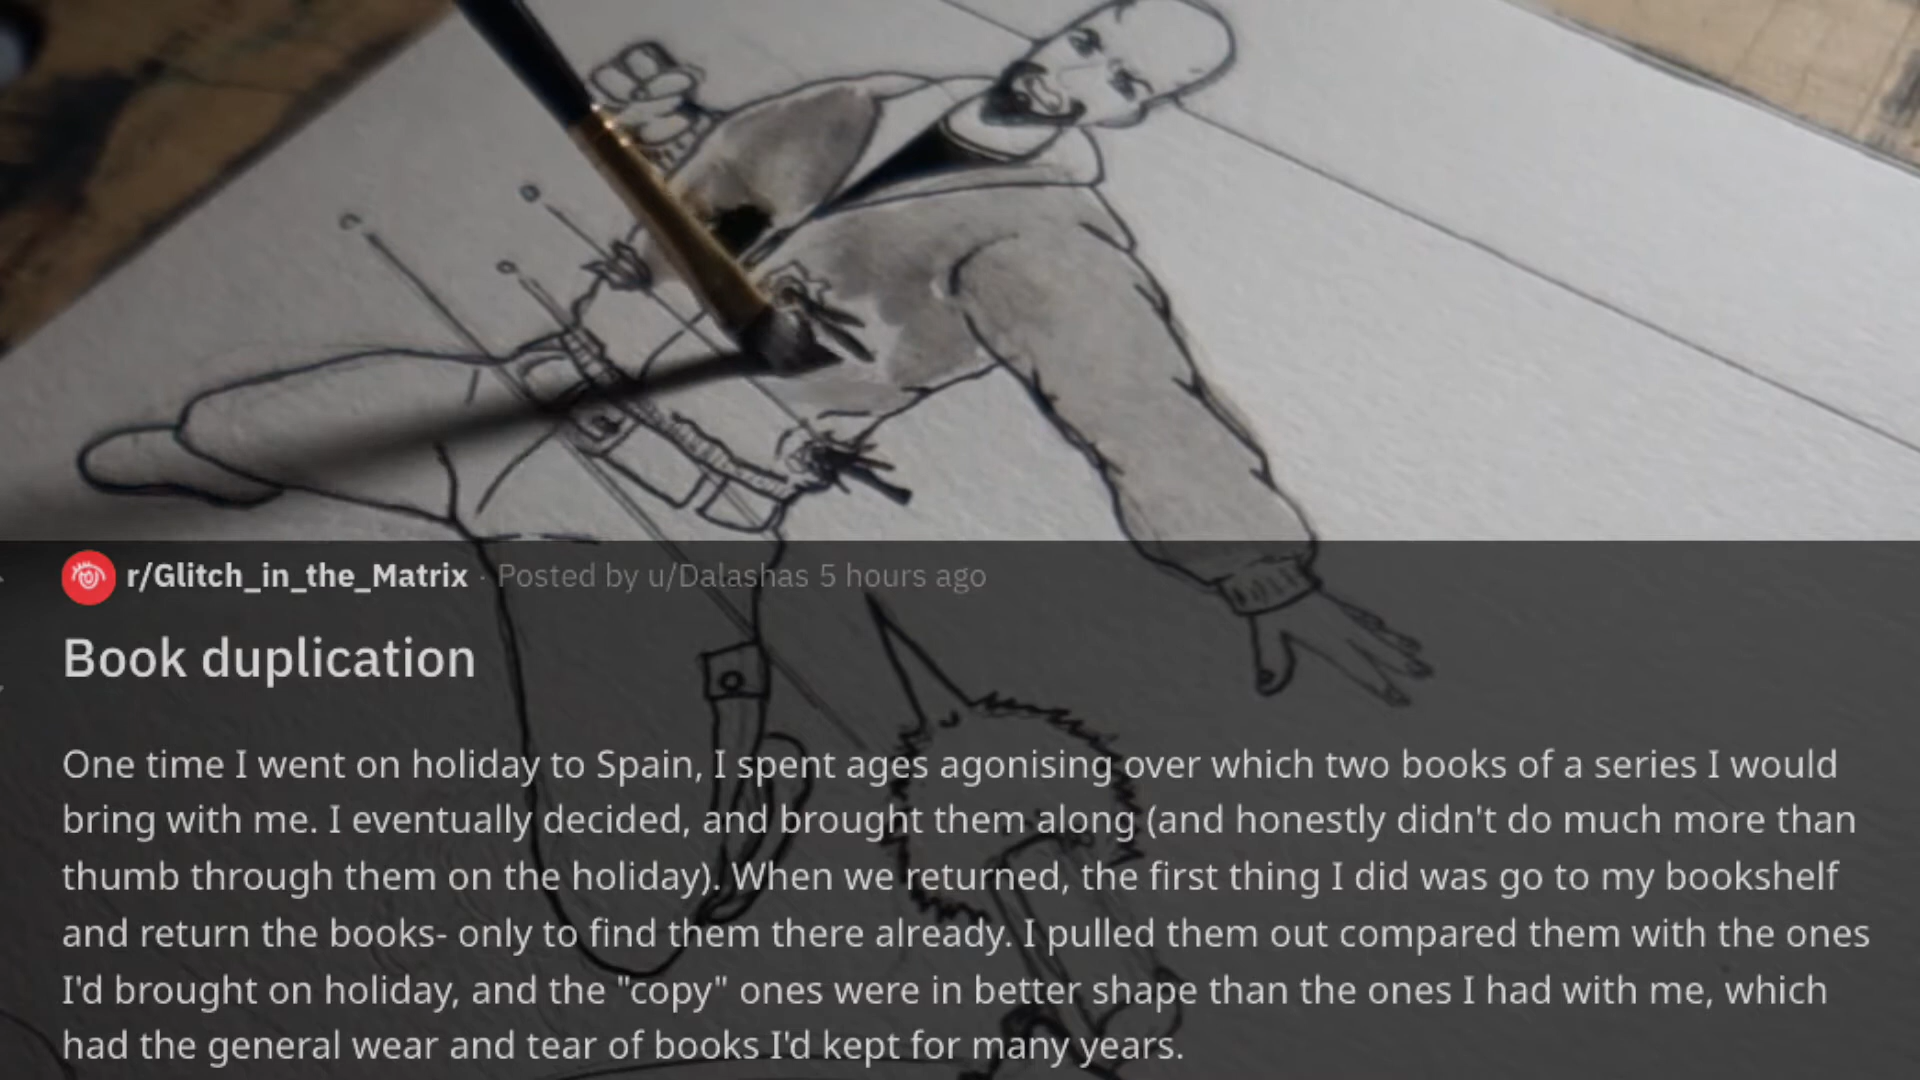 r/Glitch_in_the_Matrix · Posted by u/Dalashas 5 hours ago
Book duplication
One time I went on holiday to Spain, I spent ages agonising over which two books of a series I would
bring with me. I eventually decided, and brought them along (and honestly didn't do much more than
thumb through them on the holiday). When we returned, the first thing I did was go to my bookshelf
and return the books- only to find them there already. I pulled them out compared them with the ones
I'd brought on holiday, and the "copy" ones were in better shape than the ones I had with me, which
had the general wear and tear of books I'd kept for many years.